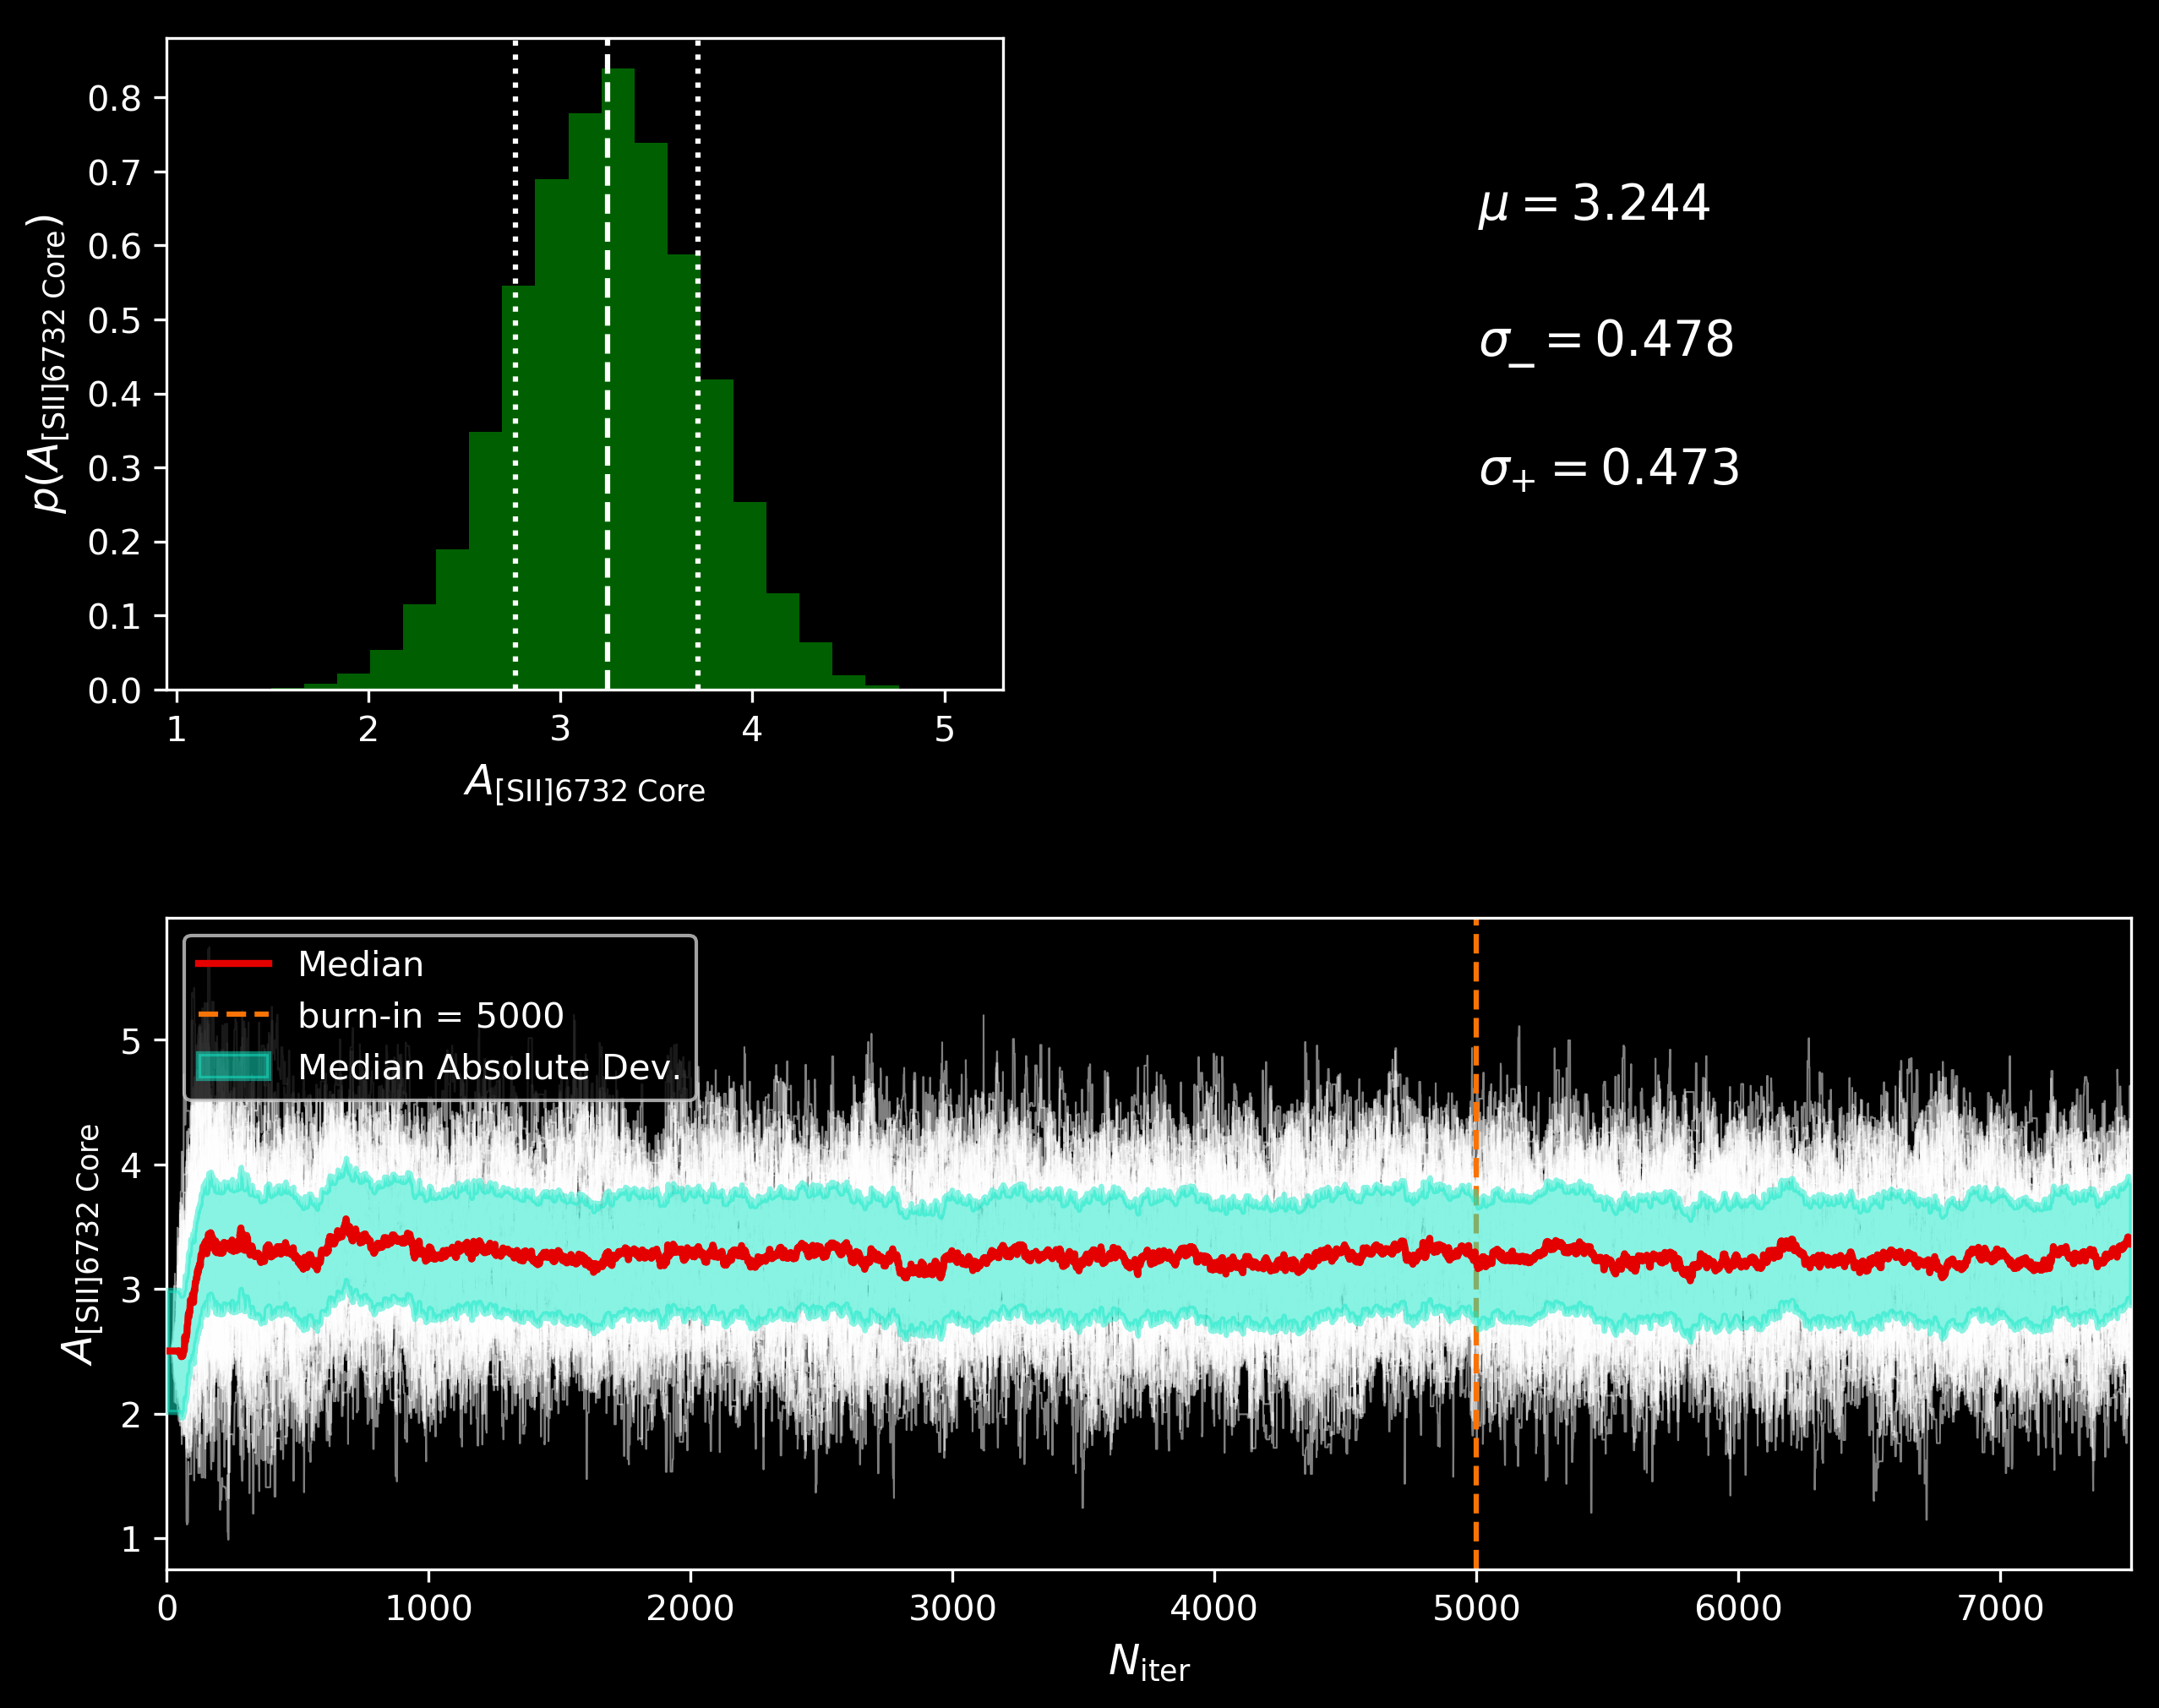 0.8
0.7
0.6
0.5
0.4
0.3
0.2
0.1
0.0
p(A[SII]6732 Core)
1 2 3 4 5
A[SII]6732 Core
μ = 3.244
σ− = 0.478
σ+ = 0.473
Median
burn-in = 5000
Median Absolute Dev.
5
4
3
2
1
A[SII]6732 Core
0 1000 2000 3000 4000 5000 6000 7000
Niter